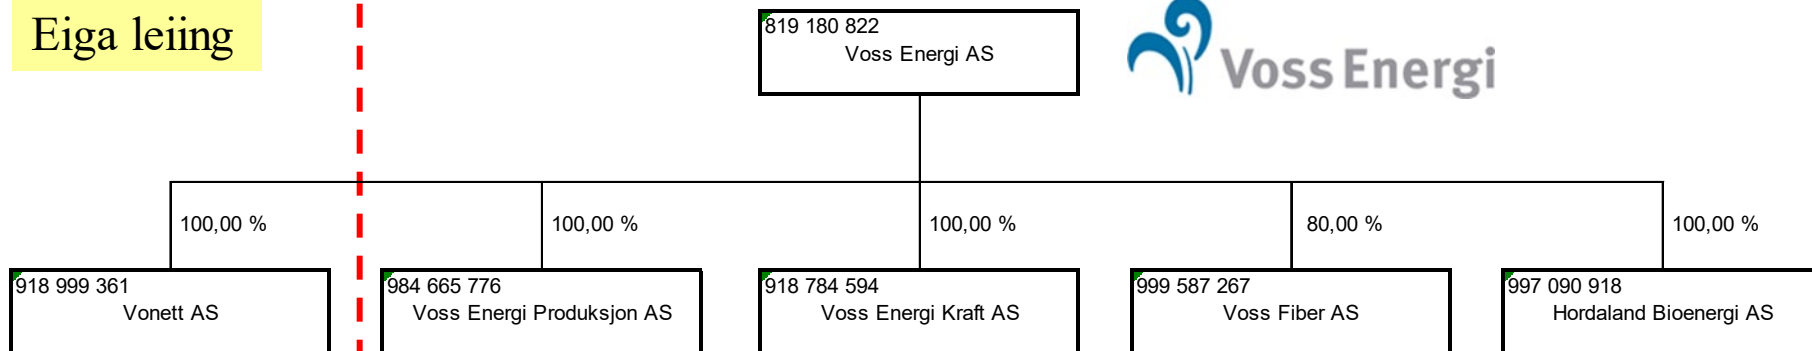 Eiga leiing
819 180 822
Voss Energi AS
Voss Energi
100,00 %
100,00 %
100,00 %
80,00 %
100,00 %
918 999 361
Vonett AS
984 665 776
Voss Energi Produksjon AS
918 784 594
Voss Energi Kraft AS
999 587 267
Voss Fiber AS
997 090 918
Hordaland Bioenergi AS